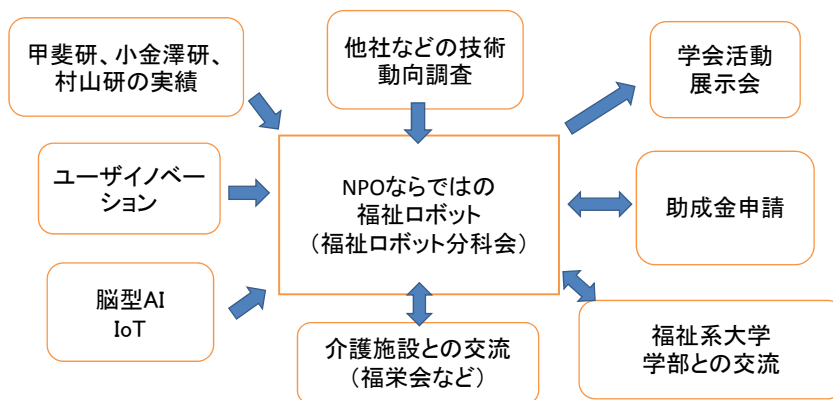 甲斐研、小金澤研、
村山研の実績
他社などの技術
動向調査
学会活動
展示会
ユーザイノベー
ション
NPOならではの
福祉ロボット
（福祉ロボット分科会）
助成金申請
脳型AI
IoT
介護施設との交流
（福栄会など）
福祉系大学
学部との交流